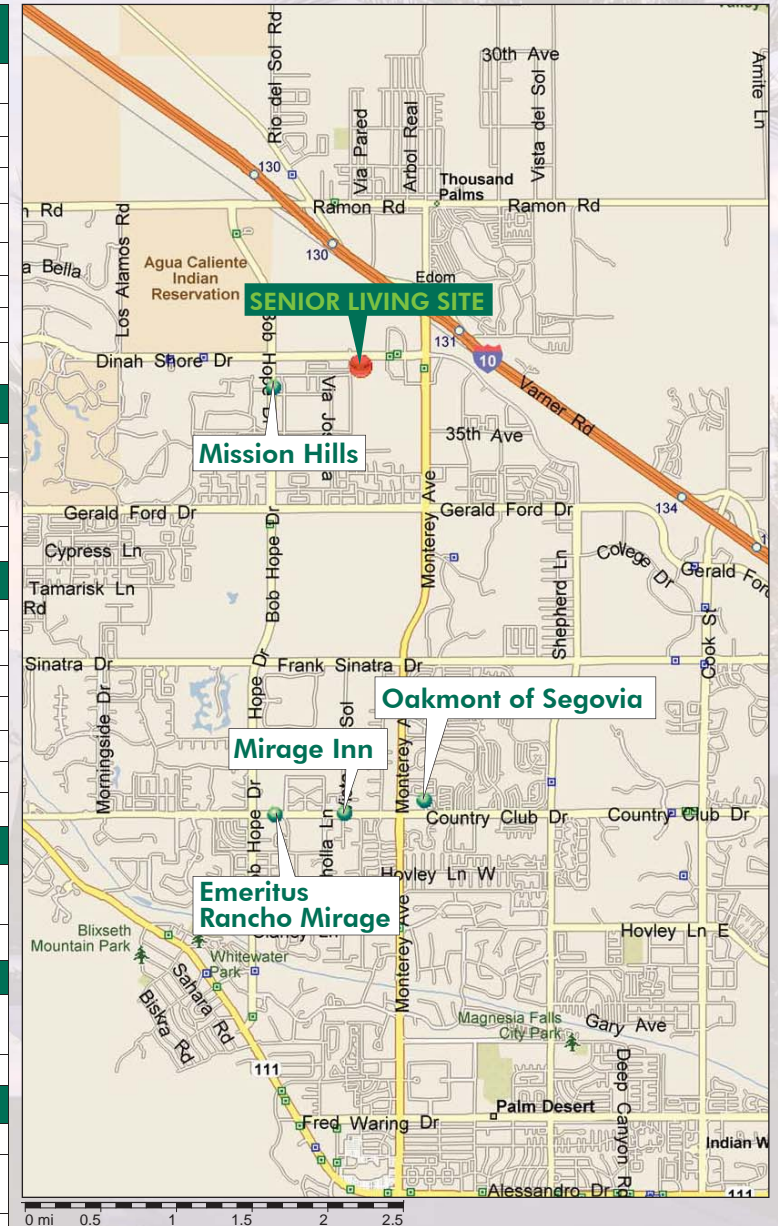 Rio del Sol Rd
30th Ave
Amite Ln
Via Pared
Arbol Real
Vista del Sol
130
Thousand
Palms
Rd
Ramon Rd
Ramon Rd
130
Los Alamos Rd
a Bella
Agua Caliente
Indian
Reservation
Edom
SENIOR LIVING SITE
131
10
Dinah Shore Dr
Varner Rd
Mission Hills
35th Ave
Monterey Ave
134
Gerald Ford Dr
Gerald Ford Dr
Cypress Ln
Bob Hope Dr
College Dr
Gerald Ford
Tamarisk Ln
Rd
Shepherd Ln
Cook St
Sinatra Dr
Frank Sinatra Dr
Hope Dr
Morningside Dr
Oakmont of Segovia
Mirage Inn
Sol
Monterey A
Country Club Dr
Country Club Dr
Hope Dr
holla Ln
Hovley Ln W
Emeritus
Rancho Mirage
Blixseth
Mountain Park
Hovley Ln E
Whitewater
Park
Monterey Ave
Sahara Rd
Biskra Rd
Magnesia Falls
City Park
Gary Ave
111
Deep Canyon Rd
Palm Desert
Fred Waring Dr
Indian W
Alessandro Dr
111
0 mi 0.5 1 1.5 2 2.5